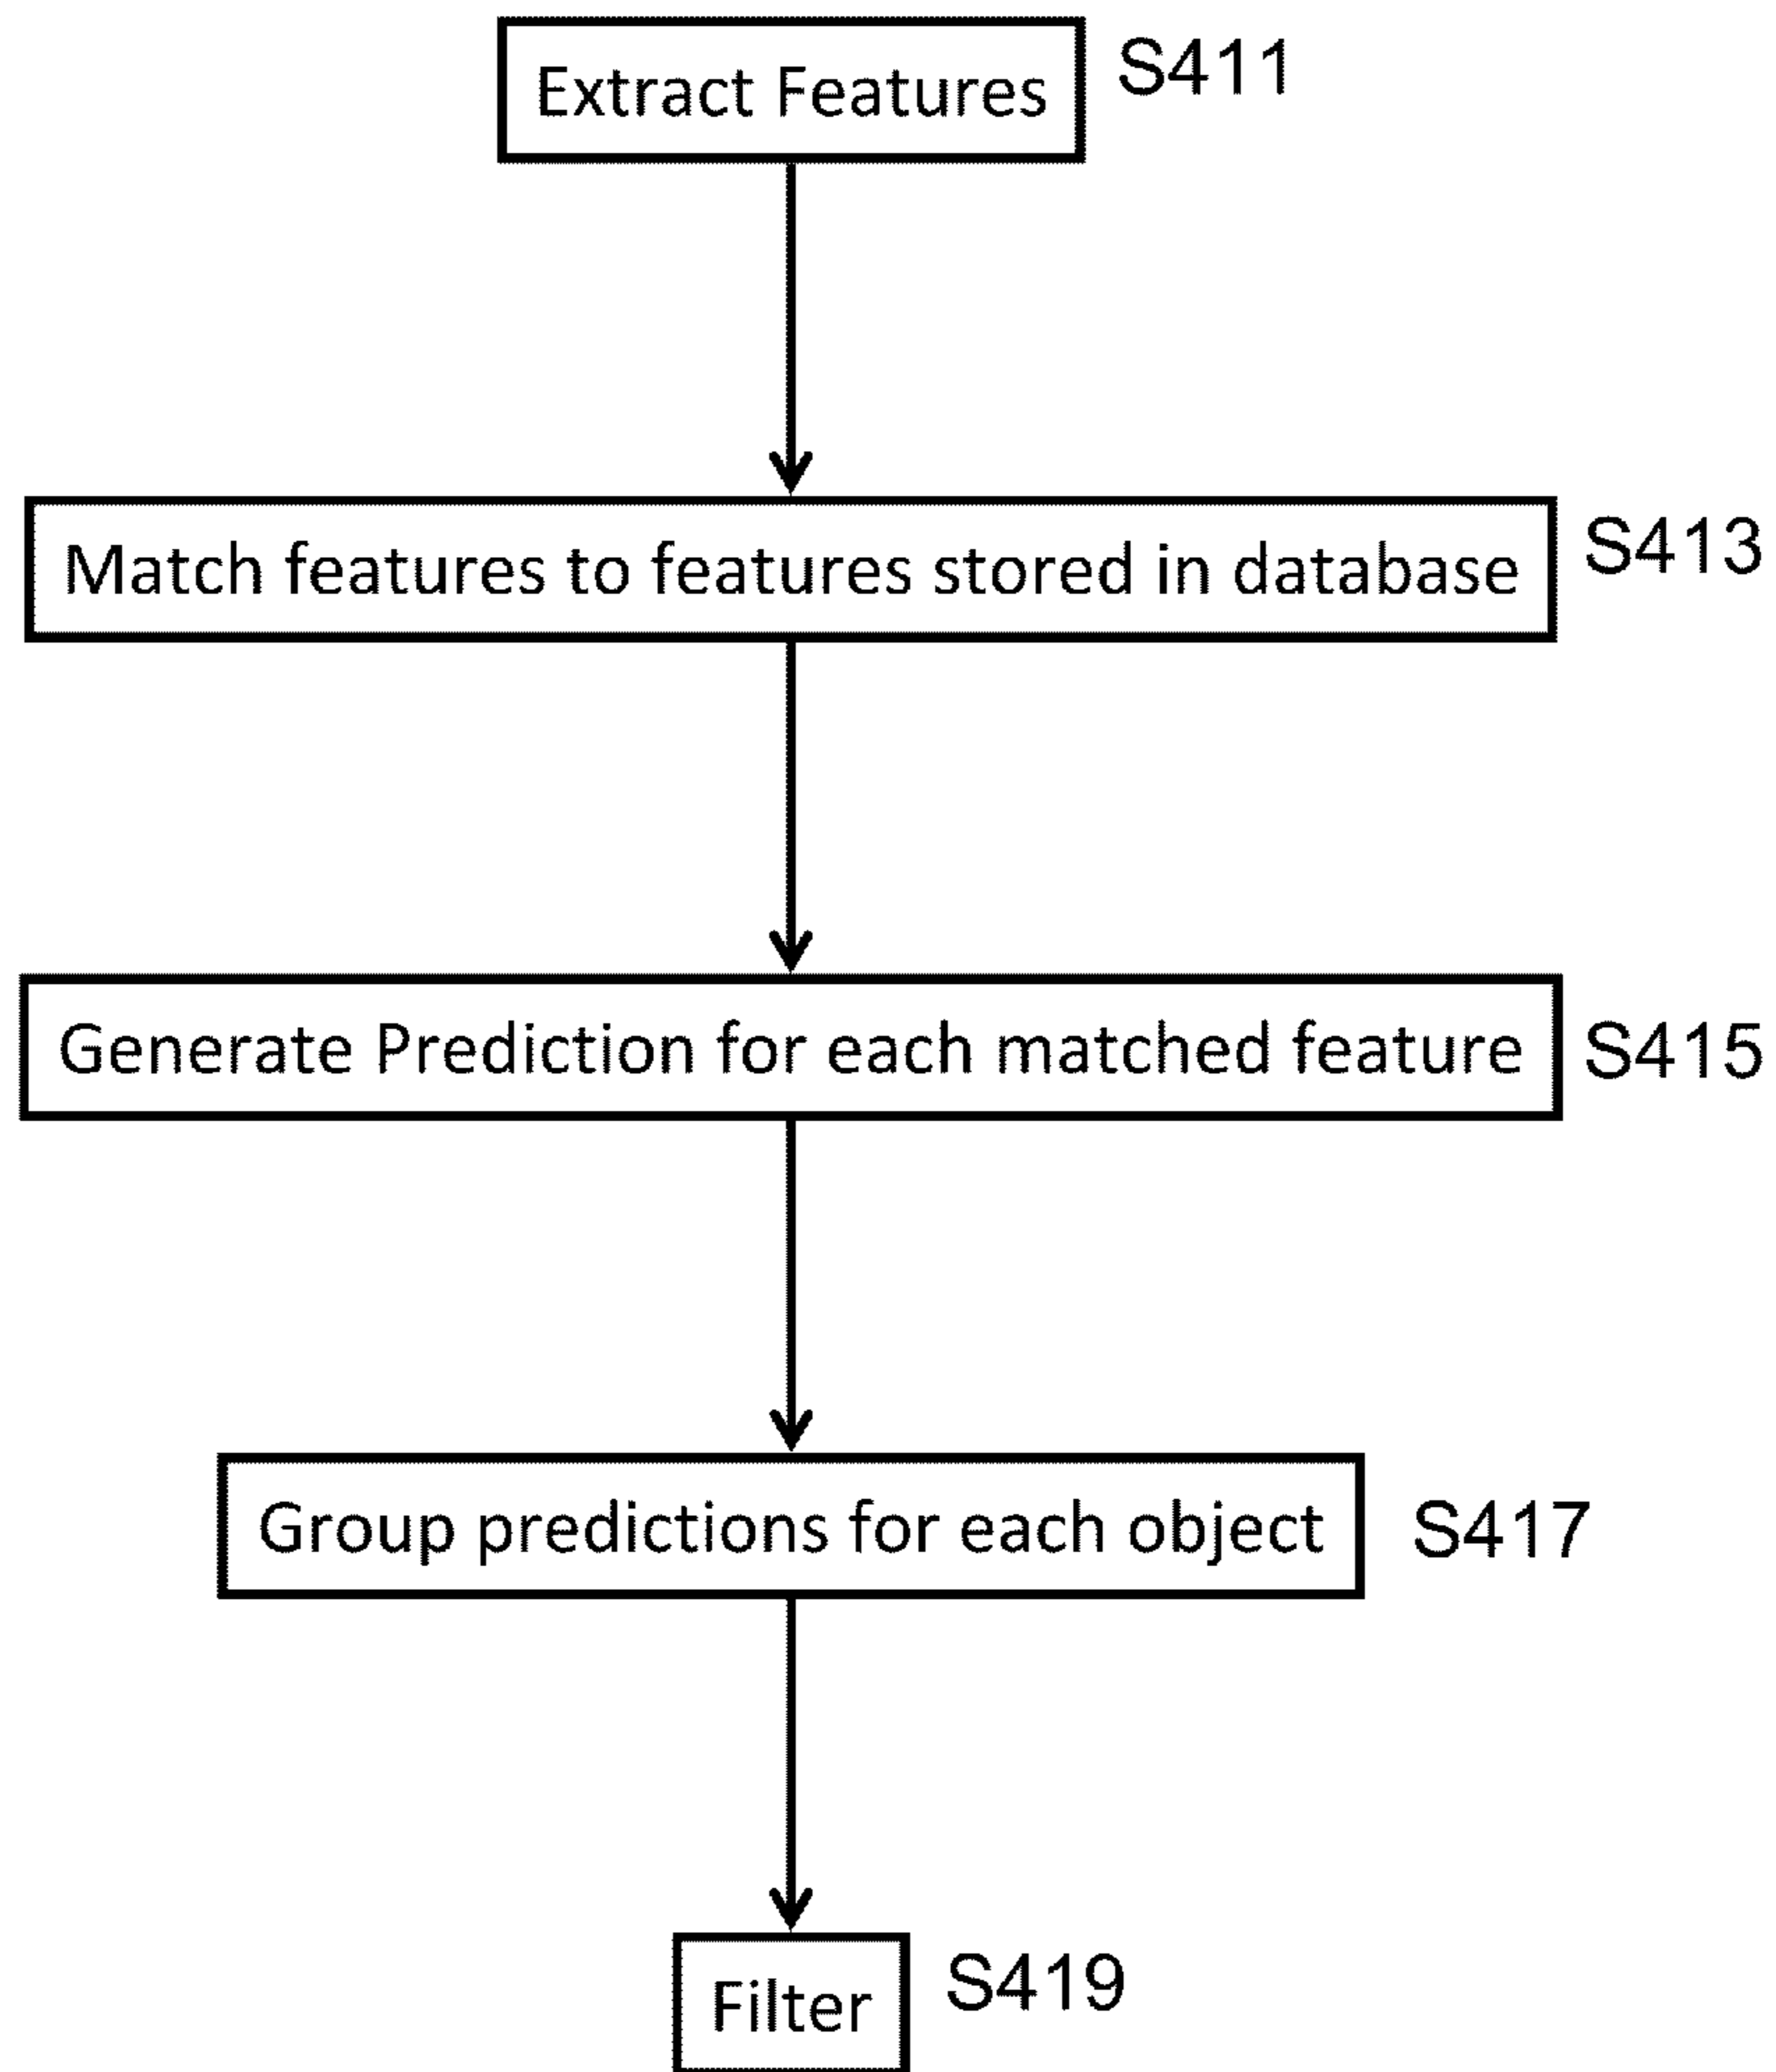 Extract Features S411
Match features to features stored in database S413
Generate Prediction for each matched feature S415
Group predictions for each object S417
Filter S419